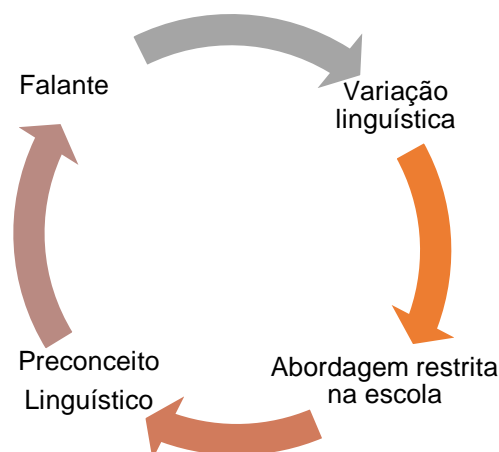 Falante
Variação
linguística
Abordagem restrita
na escola
Preconceito
Linguístico